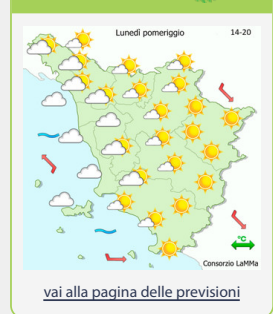 Lunedì pomeriggio 14-20
°C
Consorzio LaMMa
vai alla pagina delle previsioni